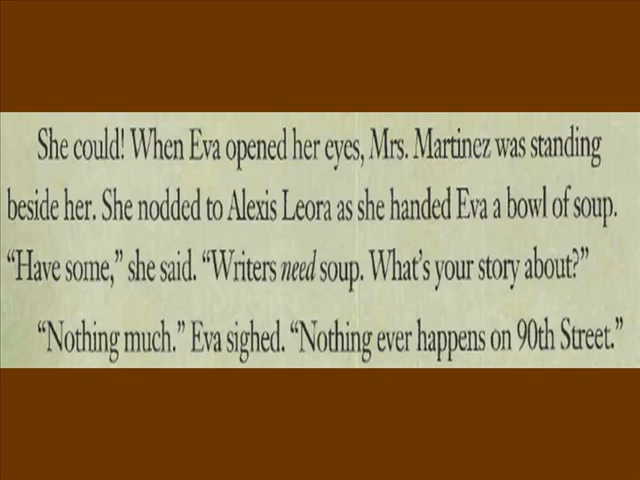 She could! When Eva opened her eyes, Mrs. Martinez was standing
beside her. She nodded to Alexis Leora as she handed Eva a bowl of soup.
“Have some,” she said. “Writers need soup. What’s your story about?”
“Nothing much.” Eva sighed. “Nothing ever happens on 90th Street.”